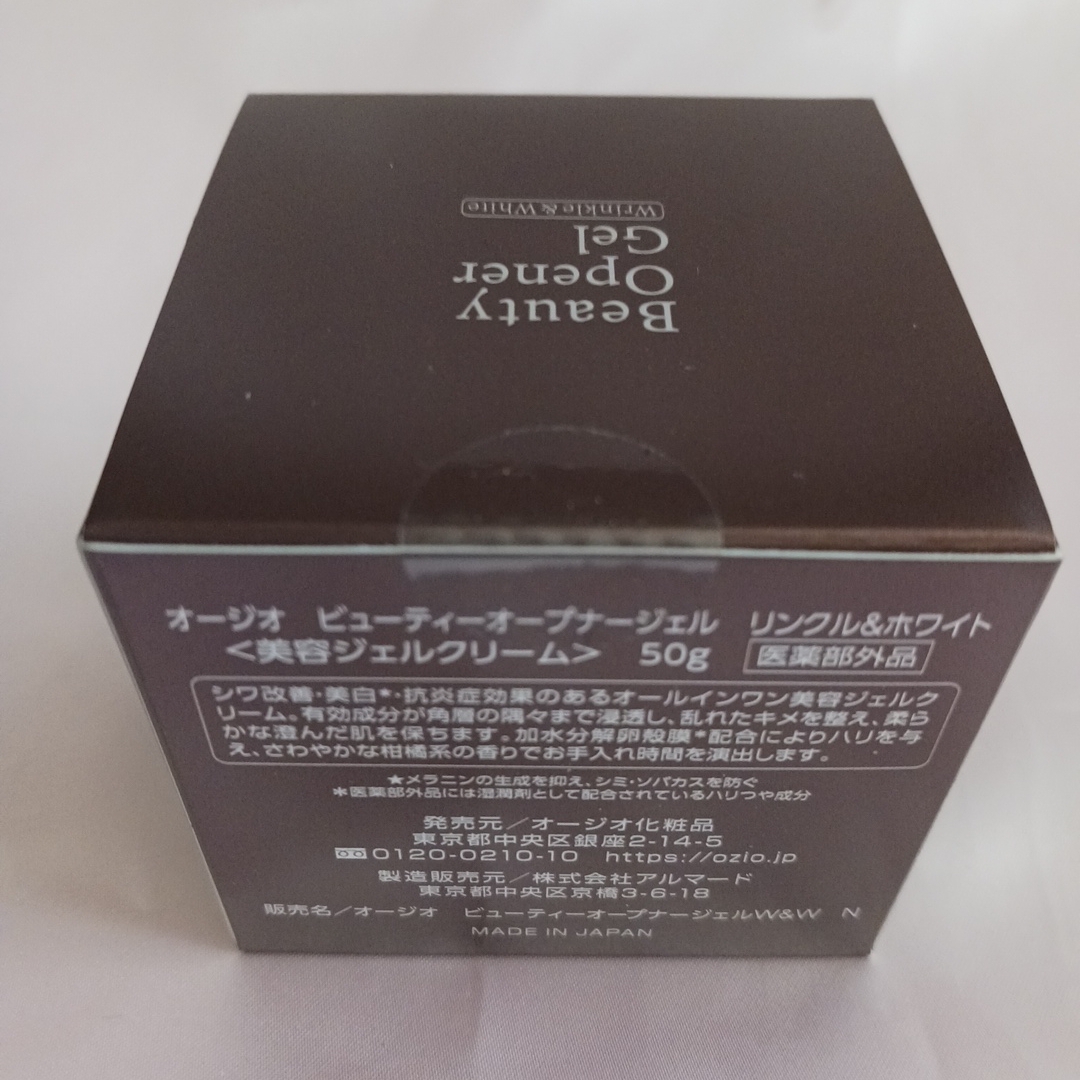 Beauty
Opener
Gel
Wrinkle&White
オージオ ビューティーオープナージェル リンクル&ホワイト
<美容ジェルクリーム> 50g 医薬部外品
シワ改善・美白★・抗炎症効果のあるオールインワン美容ジェルク
リーム。有効成分が角層の隅々まで浸透し、乱れたキメを整え、柔ら
かな澄んだ肌を保ちます。加水分解卵殻膜*配合によりハリを与
え、さわやかな柑橘系の香りでお手入れ時間を演出します。
★メラニンの生成を抑え、シミ・ソバカスを防ぐ
*医薬部外品には湿潤剤として配合されているハリつや成分
発売元/オージオ化粧品
東京都中央区銀座2-14-5
0120-0210-10 https://ozio.jp
製造販売元/株式会社アルマード
東京都中央区京橋3-6-18
販売名/オージオ ビューティーオープナージェルW&W N
MADE IN JAPAN